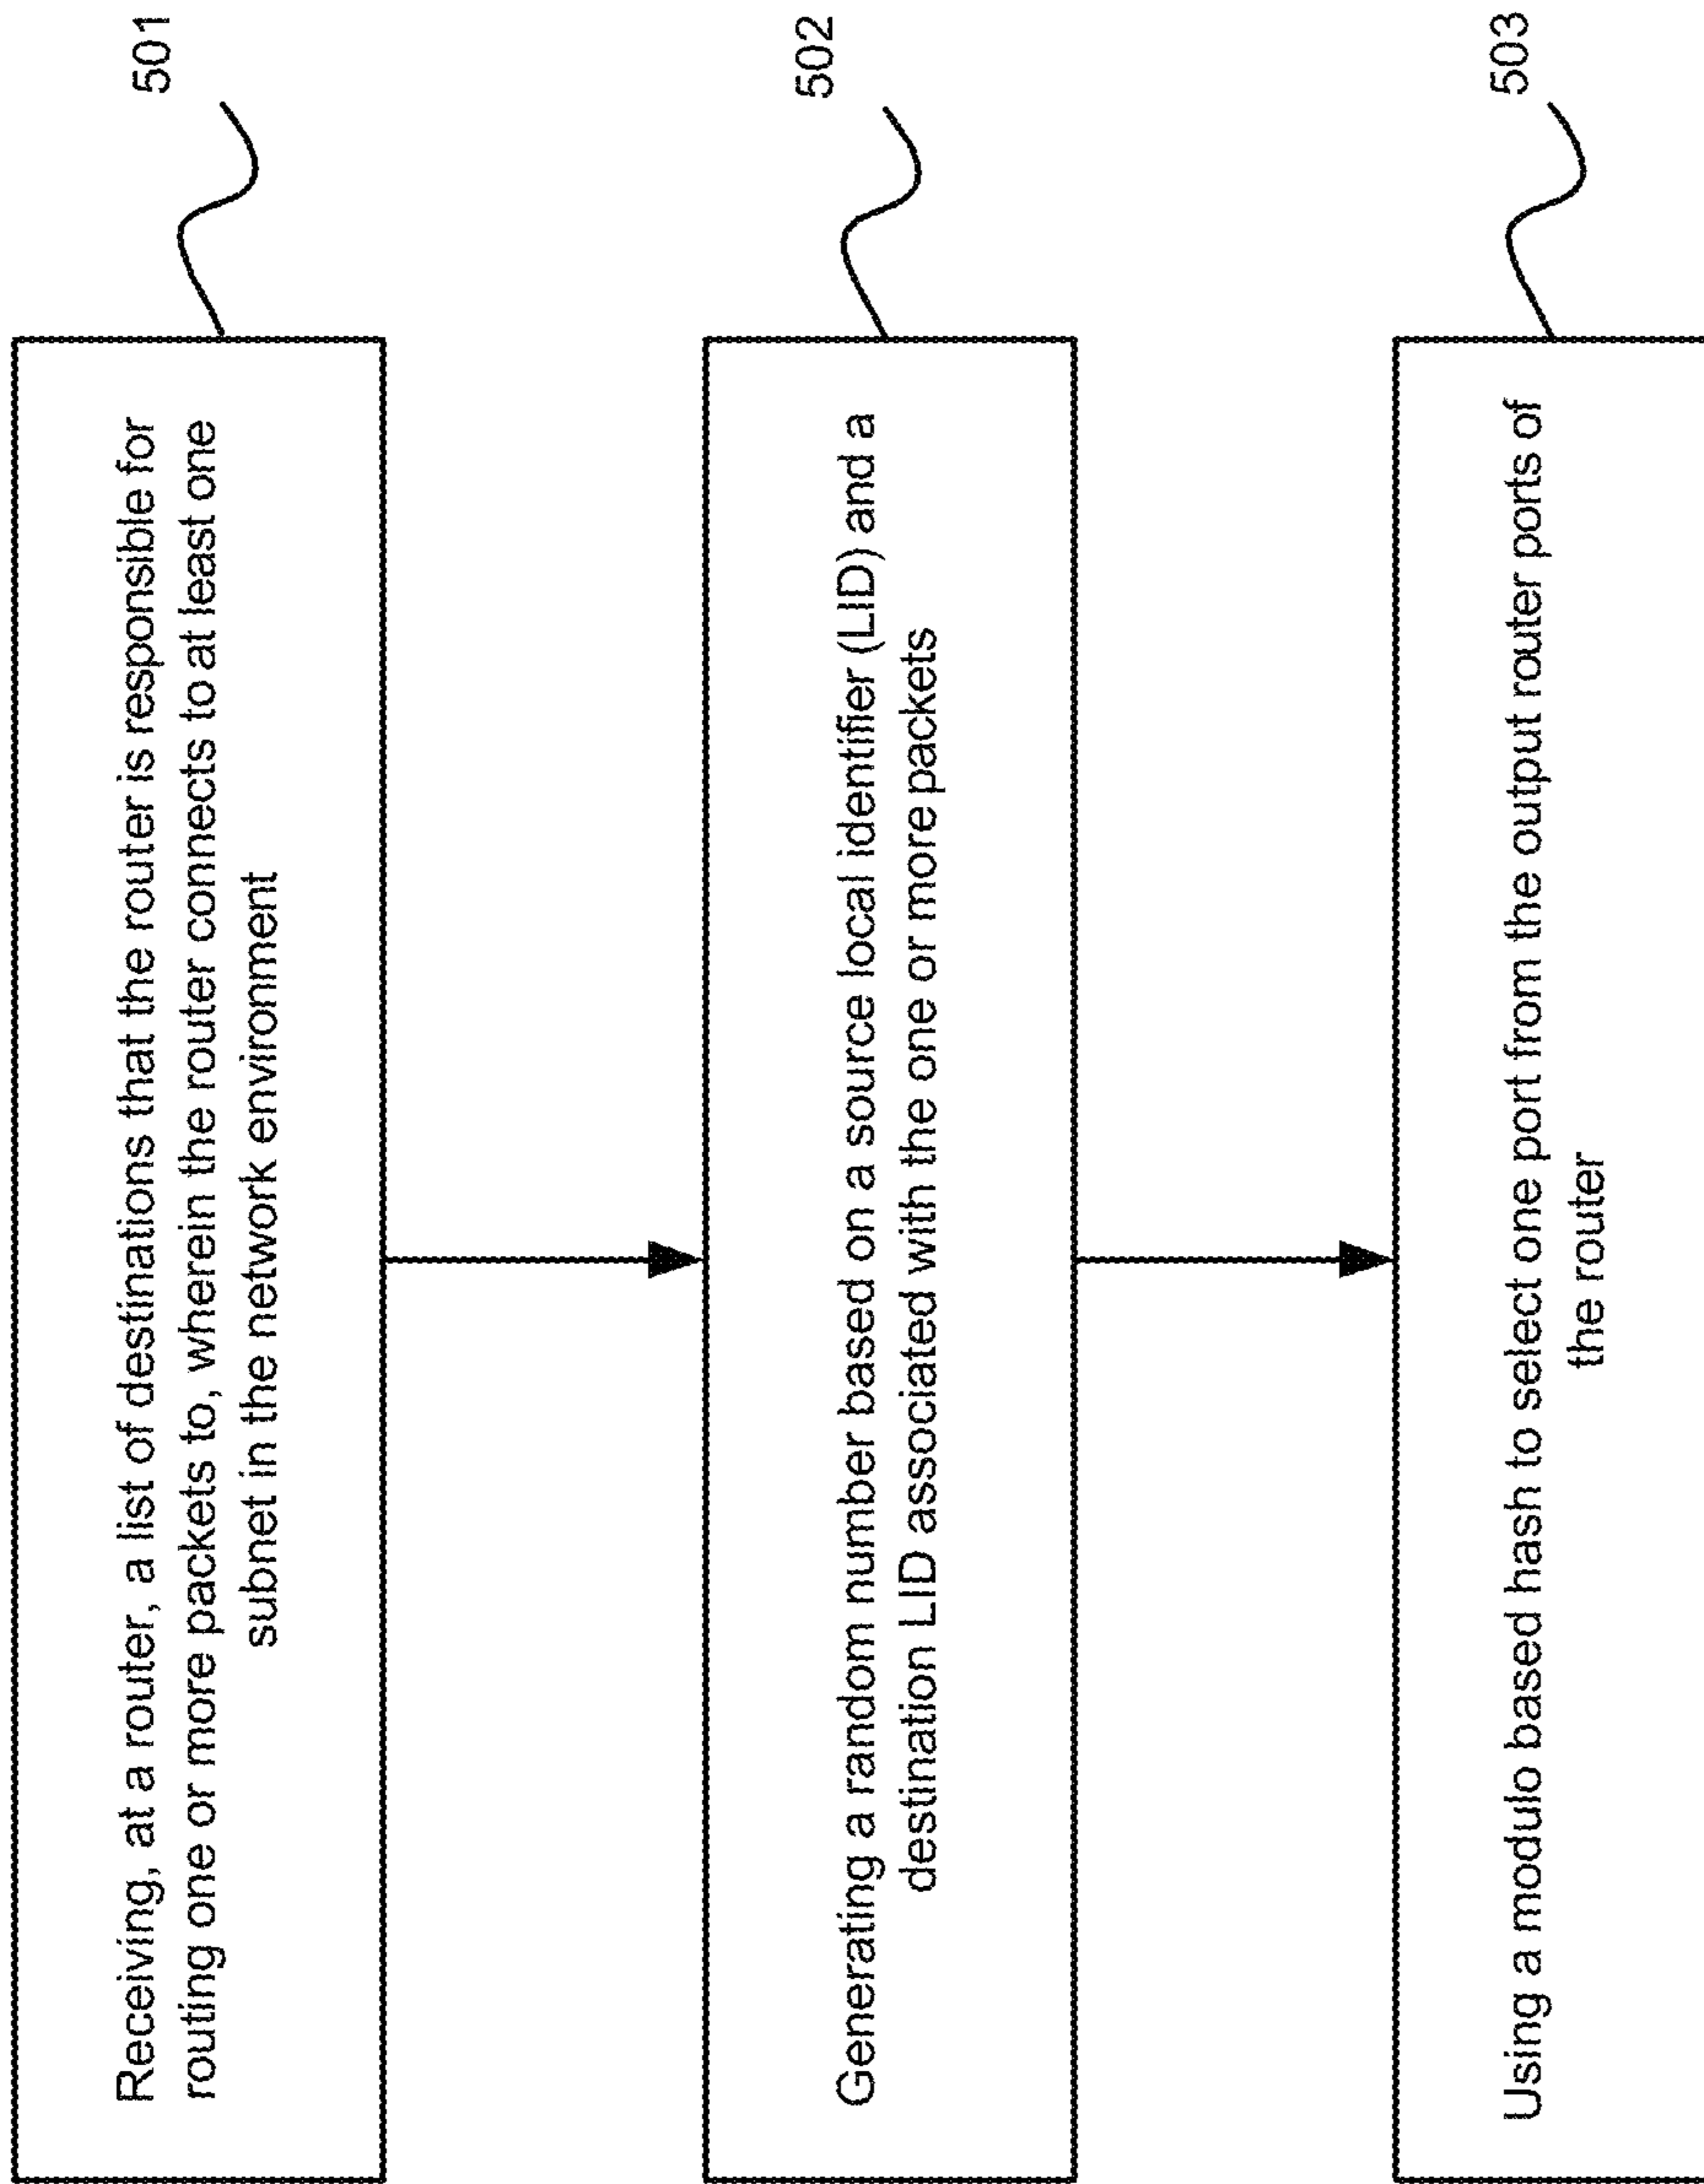 Receiving, at a router, a list of destinations that the router is responsible for
routing one or more packets to, wherein the router connects to at least one
subnet in the network environment
501
Generating a random number based on a source local identifier (LID) and a
destination LID associated with the one or more packets
502
Using a modulo based hash to select one port from the output router ports of
the router
503